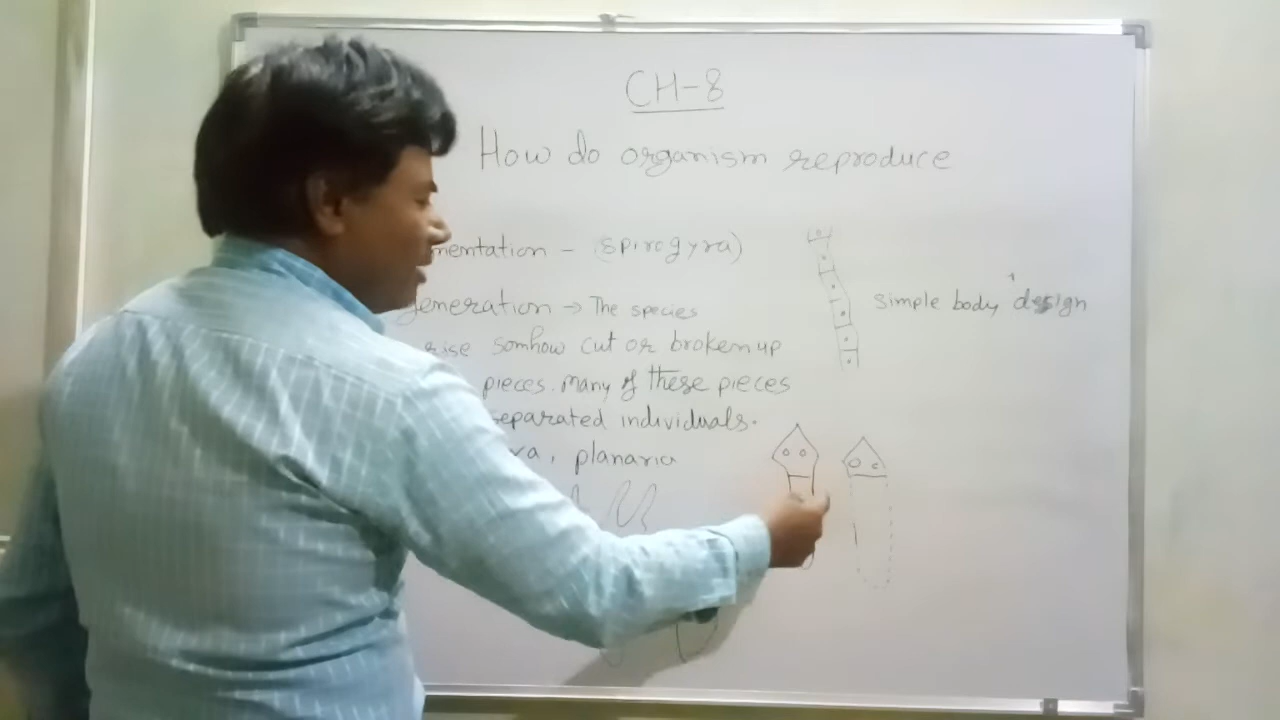 CH-8
How do organism reproduce
mentation - (spirogyra)
generation → The species
rise somhow cut or broken up
pieces. many of these pieces
separated individuals.
ra, planaria
simple body design